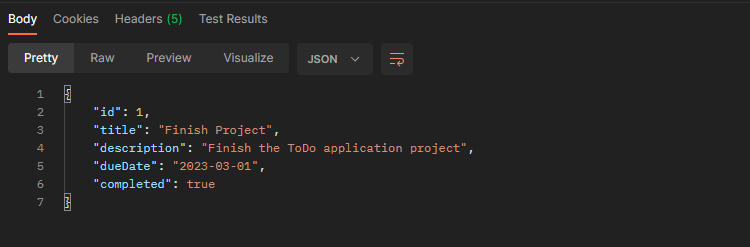 Body Cookies Headers (5) Test Results
Pretty Raw Preview Visualize JSON
1 {
2 "id": 1,
3 "title": "Finish Project",
4 "description": "Finish the ToDo application project",
5 "dueDate": "2023-03-01",
6 "completed": true
7 }